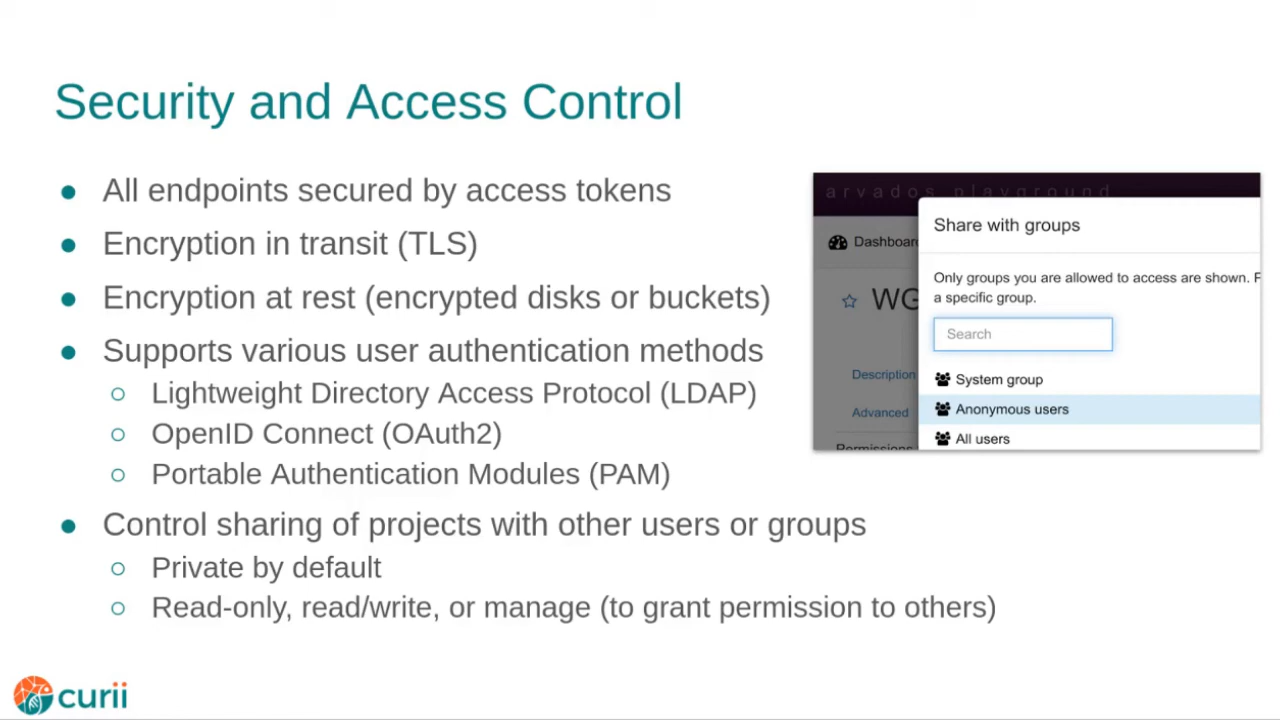 Security and Access Control
All endpoints secured by access tokens
Encryption in transit (TLS)
Encryption at rest (encrypted disks or buckets)
Supports various user authentication methods
Lightweight Directory Access Protocol (LDAP)
OpenID Connect (OAuth2)
Portable Authentication Modules (PAM)
Control sharing of projects with other users or groups
Private by default
Read-only, read/write, or manage (to grant permission to others)
arvados playground
Dashboar
WG
Description
Advanced
Permissions
Share with groups
Only groups you are allowed to access are shown. F
a specific group.
Search
System group
Anonymous users
All users
curii